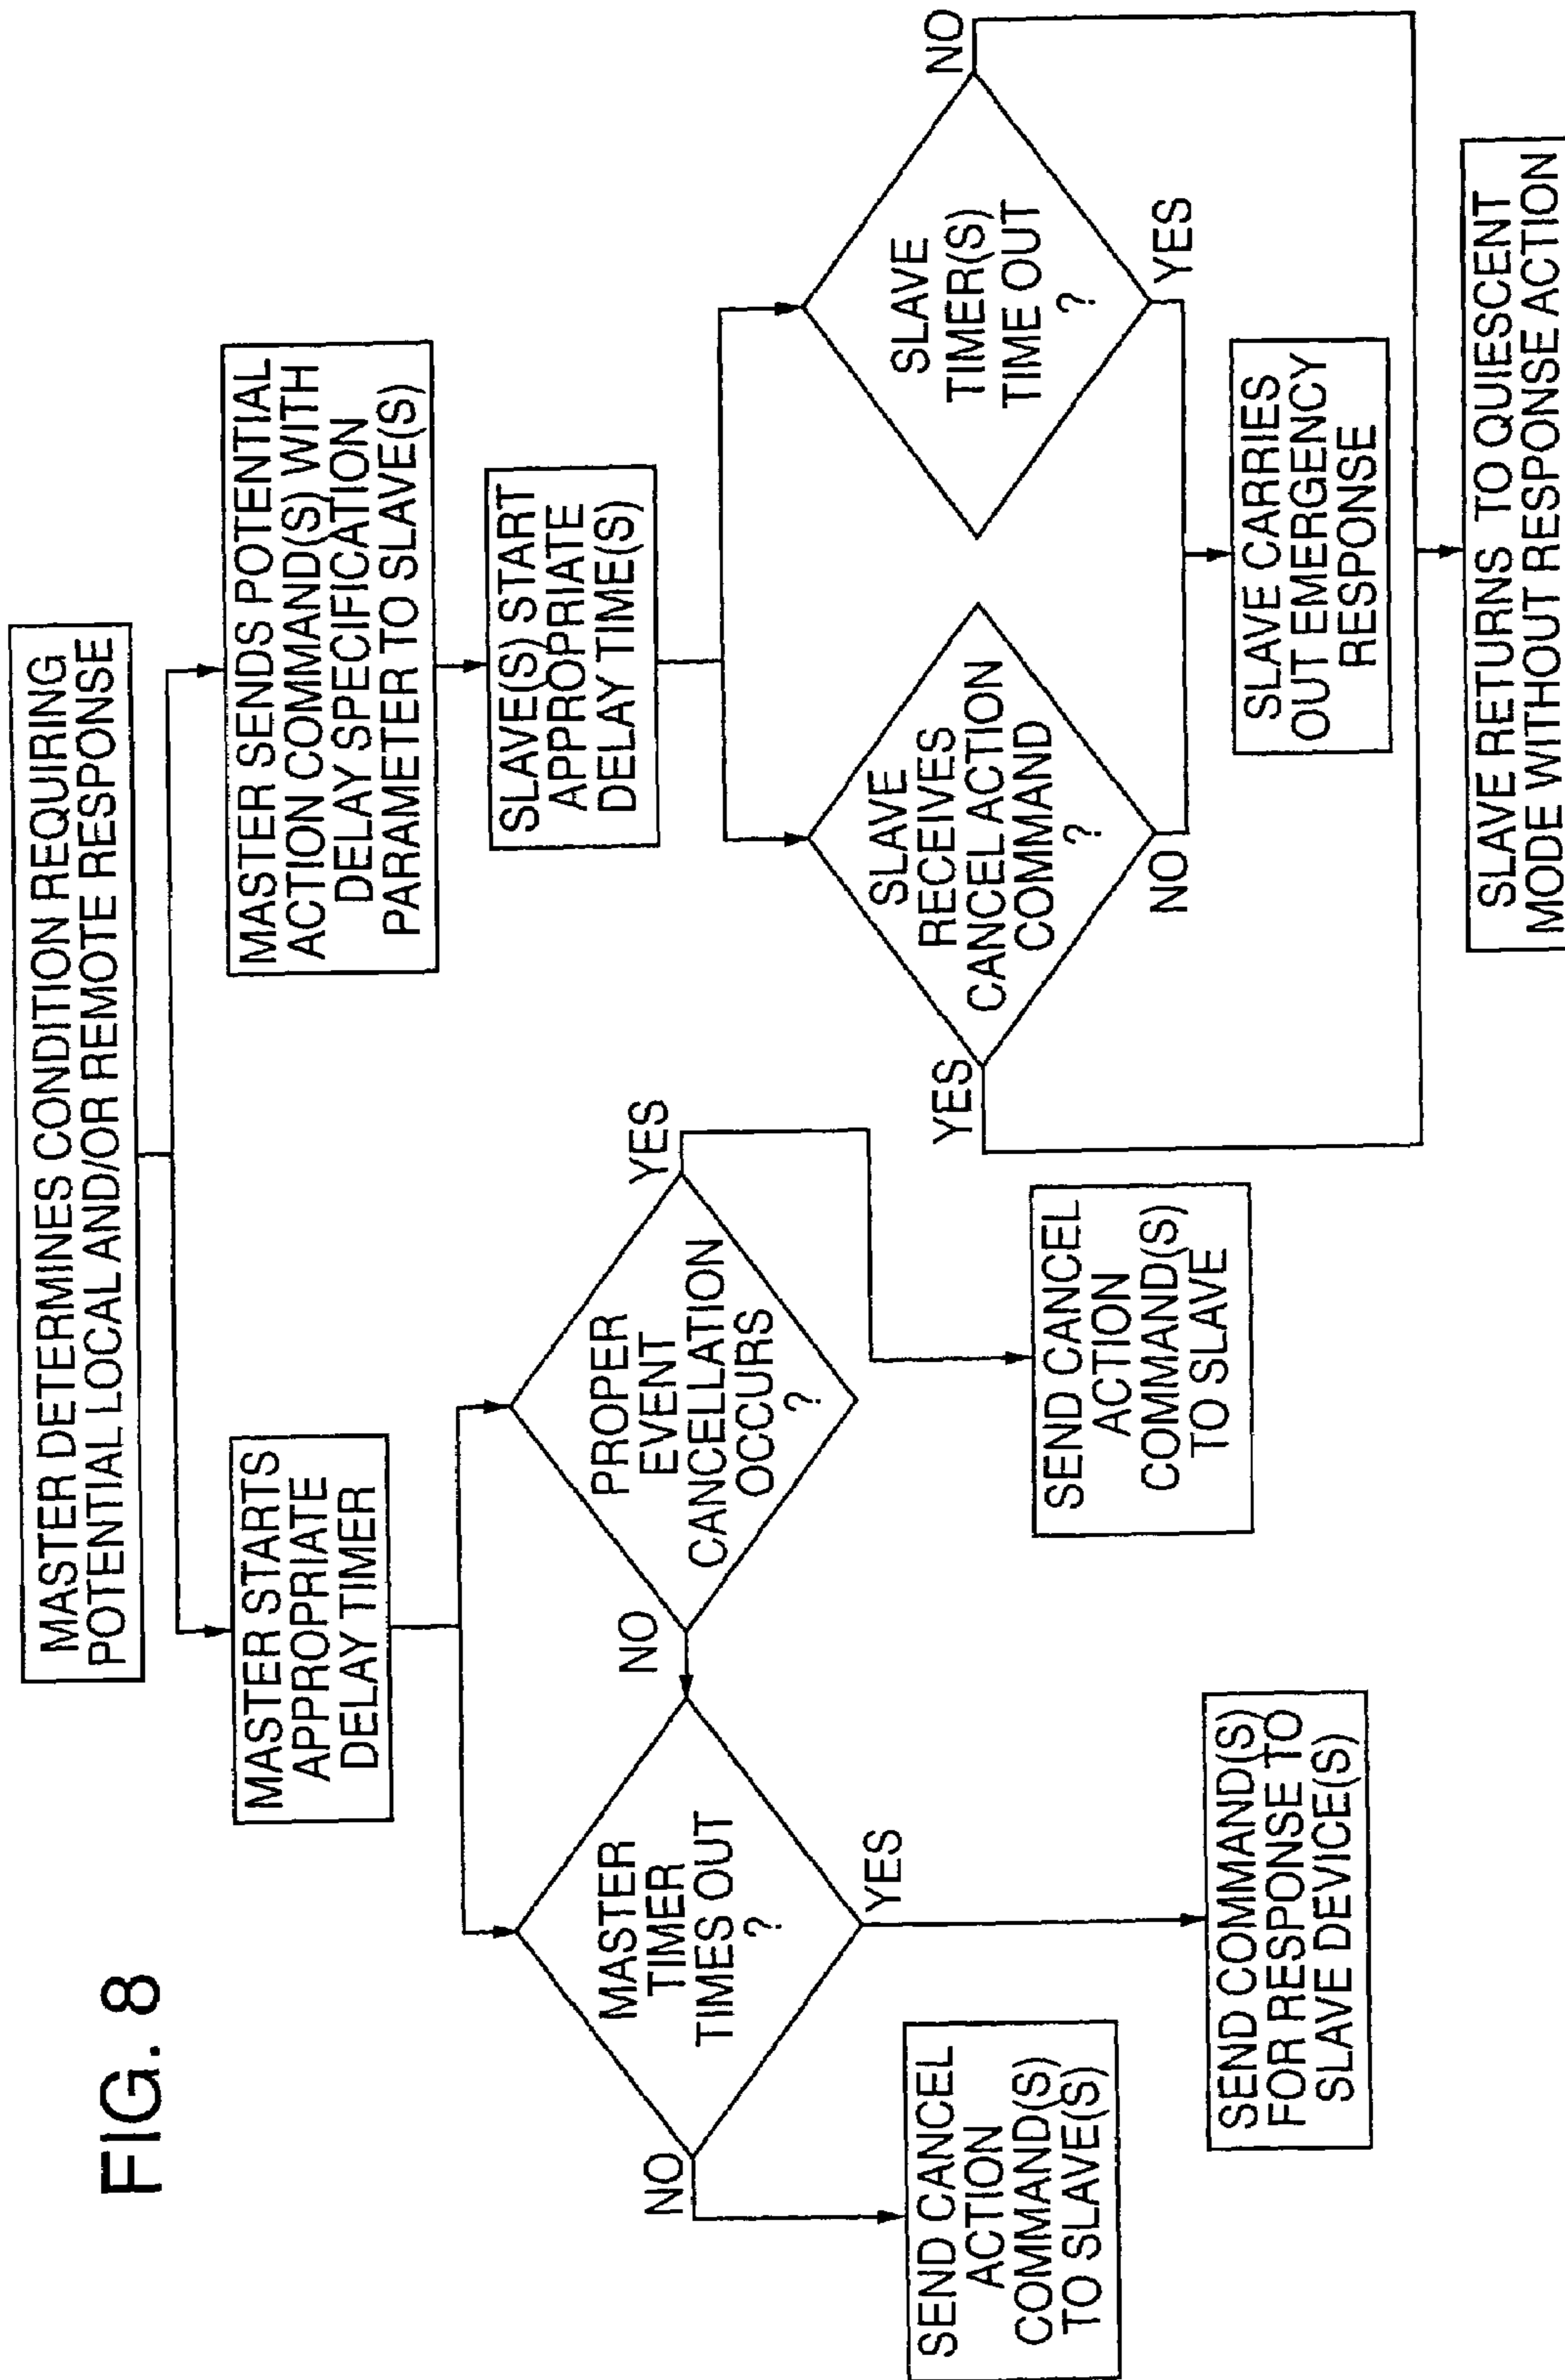 FIG. 8
MASTER DETERMINES CONDITION REQUIRING
POTENTIAL LOCAL AND/OR REMOTE RESPONSE
MASTER STARTS
APPROPRIATE
DELAY TIMER
MASTER SENDS POTENTIAL
ACTION COMMAND(S) WITH
DELAY SPECIFICATION
PARAMETER TO SLAVE(S)
SLAVE(S) START
APPROPRIATE
DELAY TIME(S)
MASTER
TIMER
TIMES OUT
?
NO
YES
PROPER
EVENT
CANCELLATION
OCCURS
?
NO
YES
SLAVE
RECEIVES
CANCEL ACTION
COMMAND
?
YES
NO
SLAVE
TIMER(S)
TIME OUT
?
NO
YES
SEND CANCEL
ACTION
COMMAND(S)
TO SLAVE(S)
SEND COMMAND(S)
FOR RESPONSE TO
SLAVE DEVICE(S)
SEND CANCEL
ACTION
COMMAND(S)
TO SLAVE
SLAVE CARRIES
OUT EMERGENCY
RESPONSE
SLAVE RETURNS TO QUIESCENT
MODE WITHOUT RESPONSE ACTION